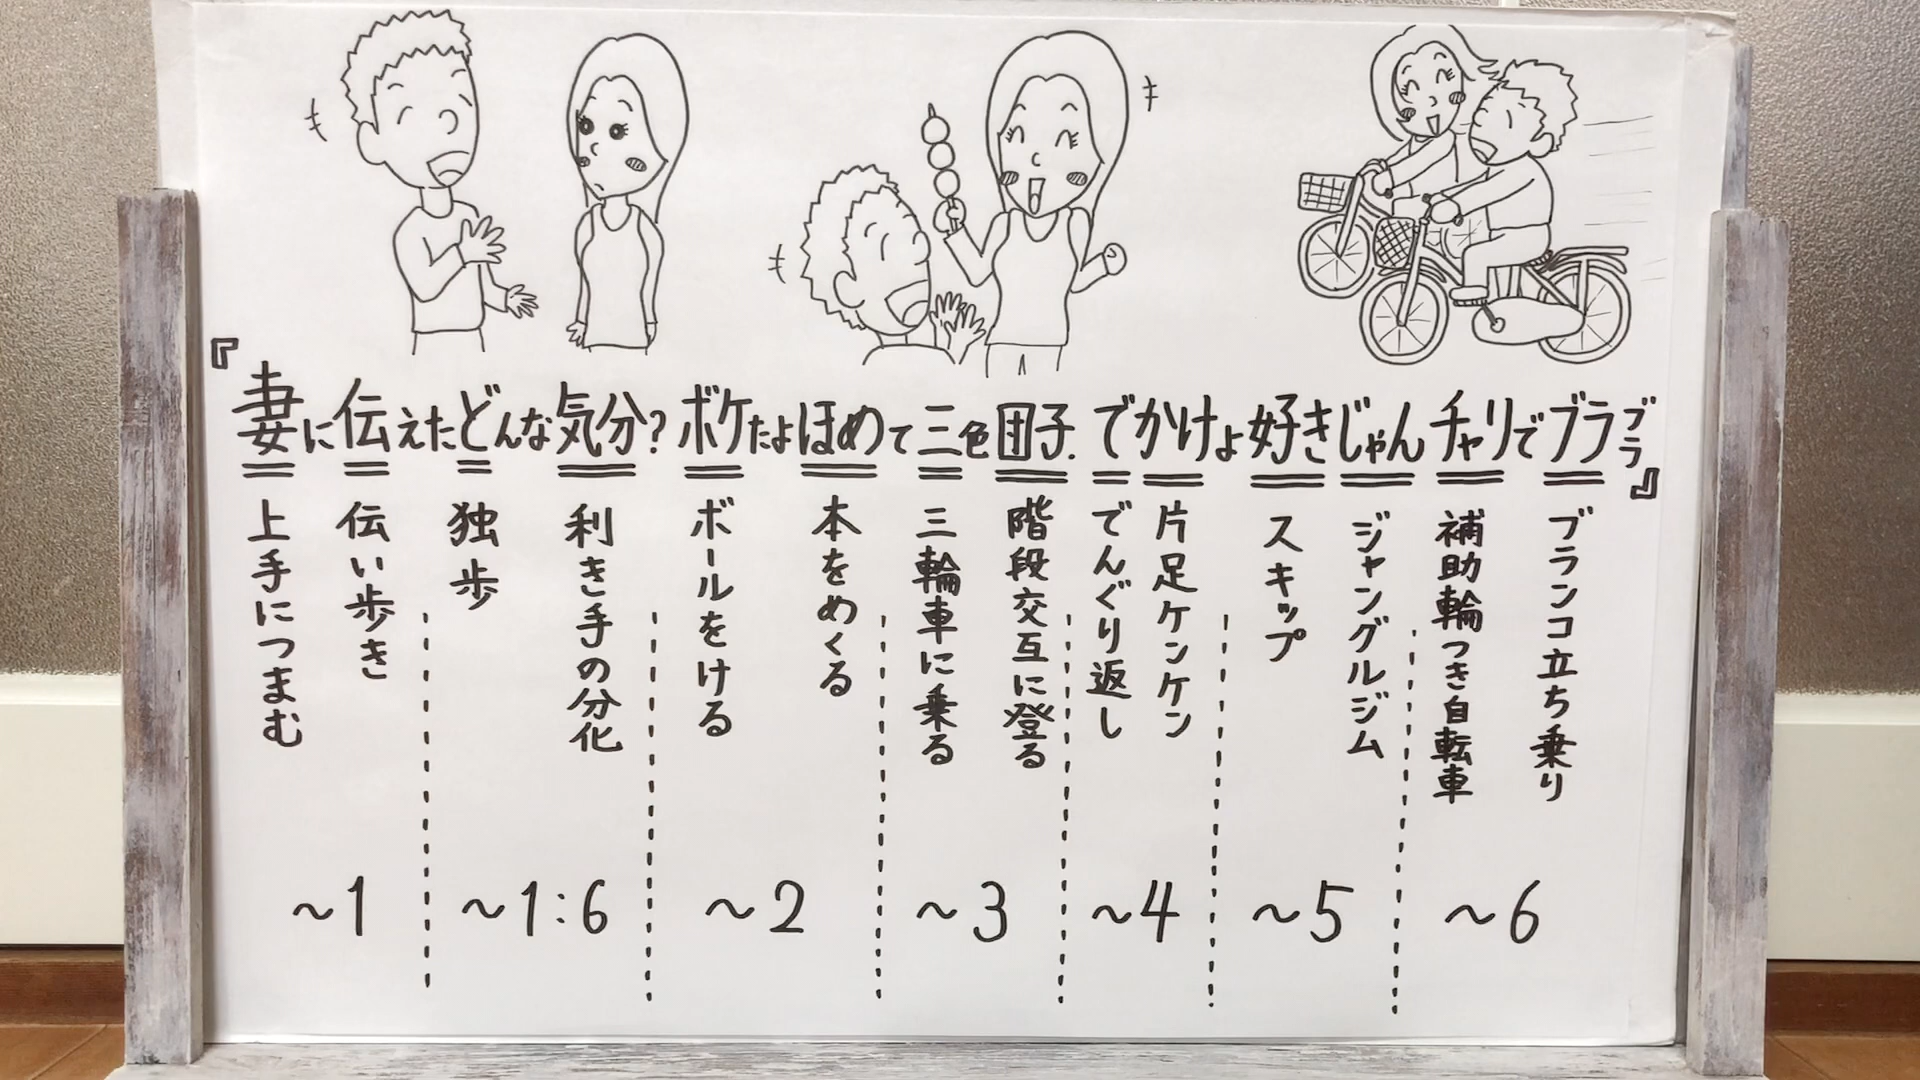 『妻に伝えたどんな気分？ボケたよほめて三色団子.でかけよ好きじゃんチャリでブラブラ』
上手につまむ
伝い歩き
独歩
利き手の分化
ボールをける
本をめくる
三輪車に乗る
階段交互に登る
でんぐり返し
片足ケンケン
スキップ
ジャングルジム
補助輪つき自転車
ブランコ立ち乗り
～1
～1:6
～2
～3
～4
～5
～6